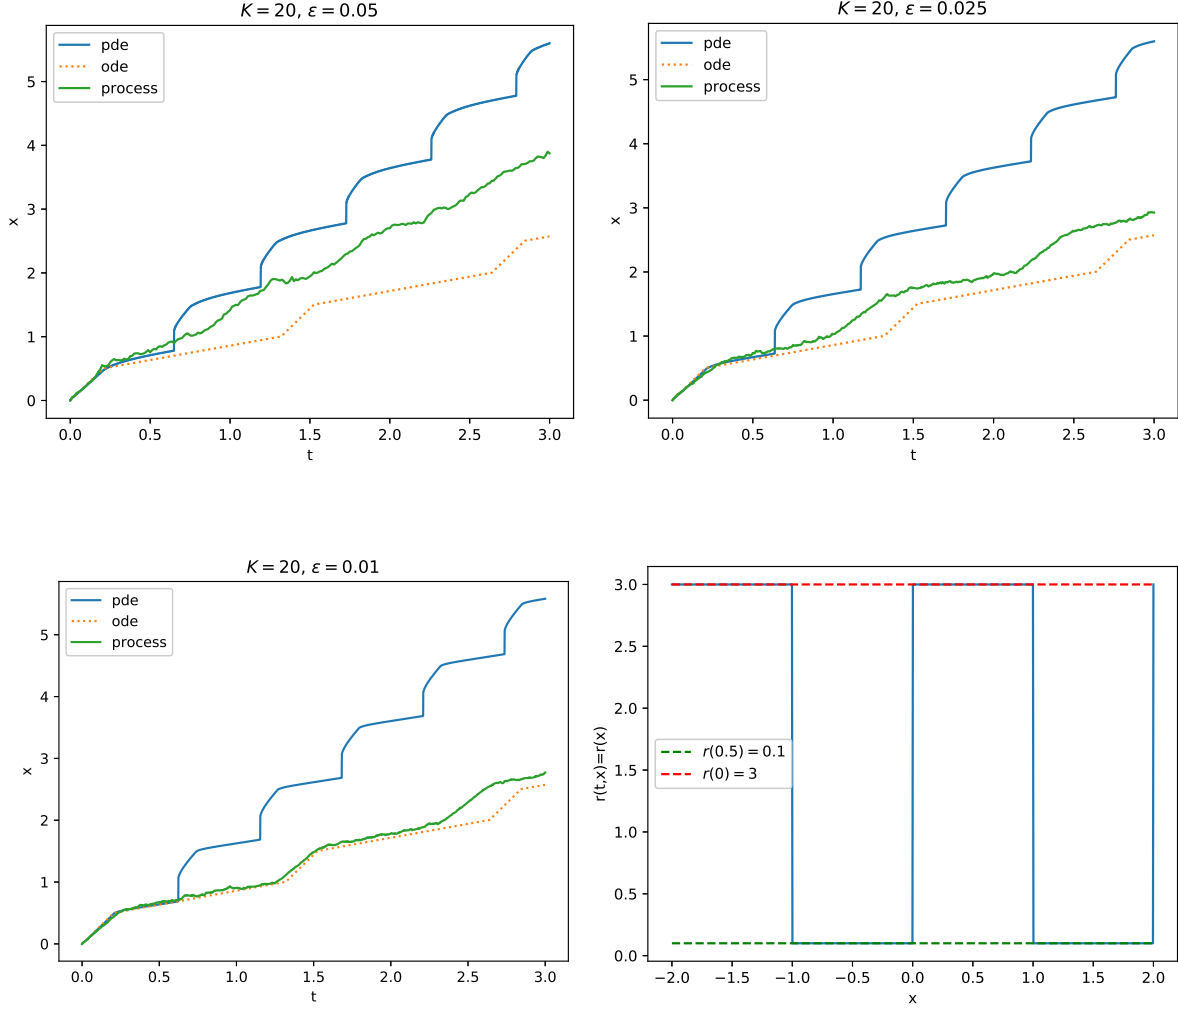 K = 20, ε = 0.05
pde
ode
process
5
4
3
2
1
0
x
0.0 0.5 1.0 1.5 2.0 2.5 3.0
t
K = 20, ε = 0.025
pde
ode
process
5
4
3
2
1
0
x
0.0 0.5 1.0 1.5 2.0 2.5 3.0
t
K = 20, ε = 0.01
pde
ode
process
5
4
3
2
1
0
x
0.0 0.5 1.0 1.5 2.0 2.5 3.0
t
3.0
2.5
2.0
1.5
1.0
0.5
0.0
r(t,x)=r(x)
r(0.5) = 0.1
r(0) = 3
−2.0 −1.5 −1.0 −0.5 0.0 0.5 1.0 1.5 2.0
x